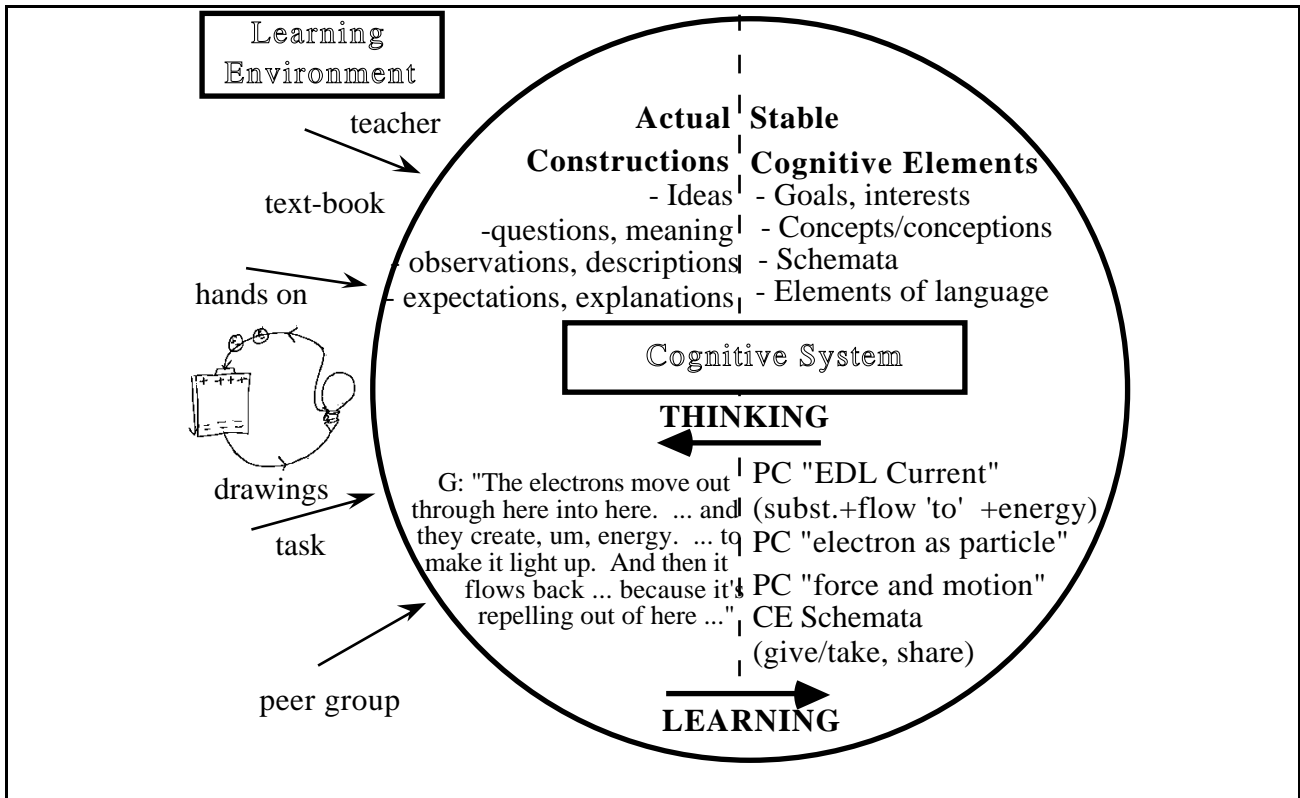 Learning
Environment
teacher
text-book
hands on
++++
drawings
task
peer group
Actual
Constructions
- Ideas
-questions, meaning
- observations, descriptions
- expectations, explanations
Stable
Cognitive Elements
- Goals, interests
- Concepts/conceptions
- Schemata
- Elements of language
Cognitive System
THINKING
G: "The electrons move out
through here into here. ... and
they create, um, energy. ... to
make it light up. And then it
flows back ... because it's
repelling out of here ..."
PC "EDL Current"
(subst.+flow 'to' +energy)
PC "electron as particle"
PC "force and motion"
CE Schemata
(give/take, share)
LEARNING